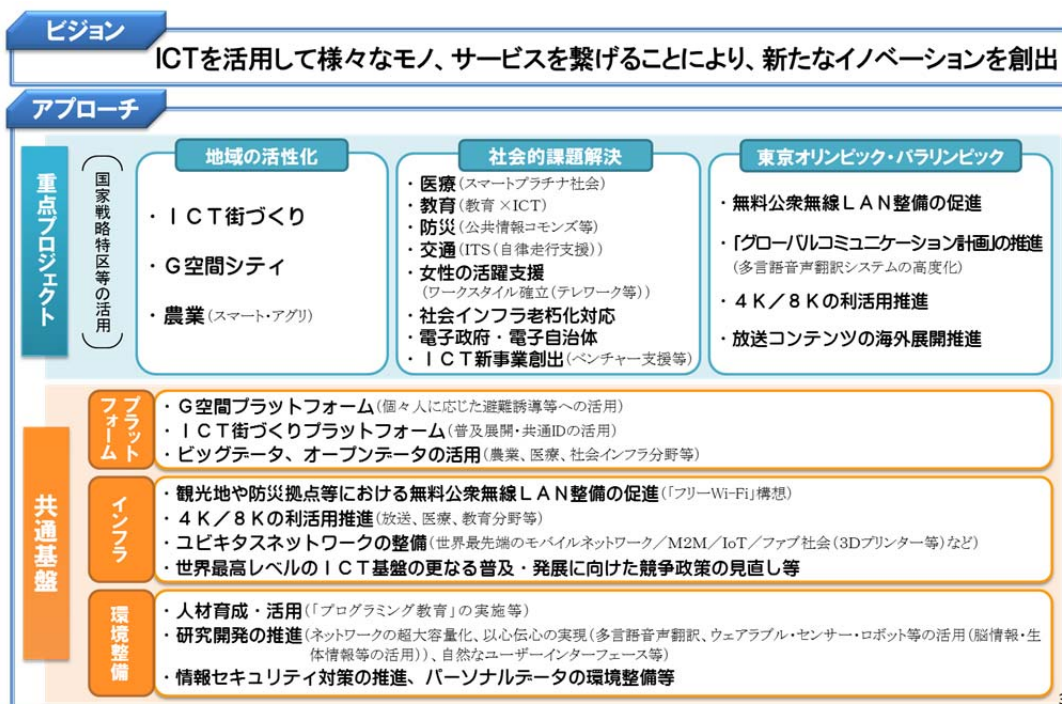 ビジョン
ICTを活用して様々なモノ、サービスを繋げることにより、新たなイノベーションを創出
アプローチ
重点プロジェクト
国家戦略特区等の活用
地域の活性化
・ＩＣＴ街づくり
・Ｇ空間シティ
・農業(スマート・アグリ)
社会的課題解決
・医療(スマートプラチナ社会)
・教育(教育×ICT)
・防災(公共情報コモンズ等)
・交通(ITS(自律走行支援))
・女性の活躍支援
(ワークスタイル確立(テレワーク等))
・社会インフラ老朽化対応
・電子政府・電子自治体
・ＩＣＴ新事業創出(ベンチャー支援等)
東京オリンピック・パラリンピック
・無料公衆無線ＬＡＮ整備の促進
・「グローバルコミュニケーション計画」の推進
(多言語音声翻訳システムの高度化)
・４Ｋ／８Ｋの利活用推進
・放送コンテンツの海外展開推進
共通基盤
プラット
フォーム
・Ｇ空間プラットフォーム(個々人に応じた避難誘導等への活用)
・ＩＣＴ街づくりプラットフォーム(普及展開・共通IDの活用)
・ビッグデータ、オープンデータの活用(農業、医療、社会インフラ分野等)
インフラ
・観光地や防災拠点等における無料公衆無線ＬＡＮ整備の促進(「フリーWi-Fi」構想)
・４Ｋ／８Ｋの利活用推進(放送、医療、教育分野等)
・ユビキタスネットワークの整備(世界最先端のモバイルネットワーク／M2M／IoT／ファブ社会(3Dプリンター等)など)
・世界最高レベルのＩＣＴ基盤の更なる普及・発展に向けた競争政策の見直し等
環境整備
・人材育成・活用(「プログラミング教育」の実施等)
・研究開発の推進(ネットワークの超大容量化、以心伝心の実現(多言語音声翻訳、ウェアラブル・センサー・ロボット等の活用(脳情報・生
体情報等の活用))、自然なユーザーインターフェース等)
・情報セキュリティ対策の推進、パーソナルデータの環境整備等